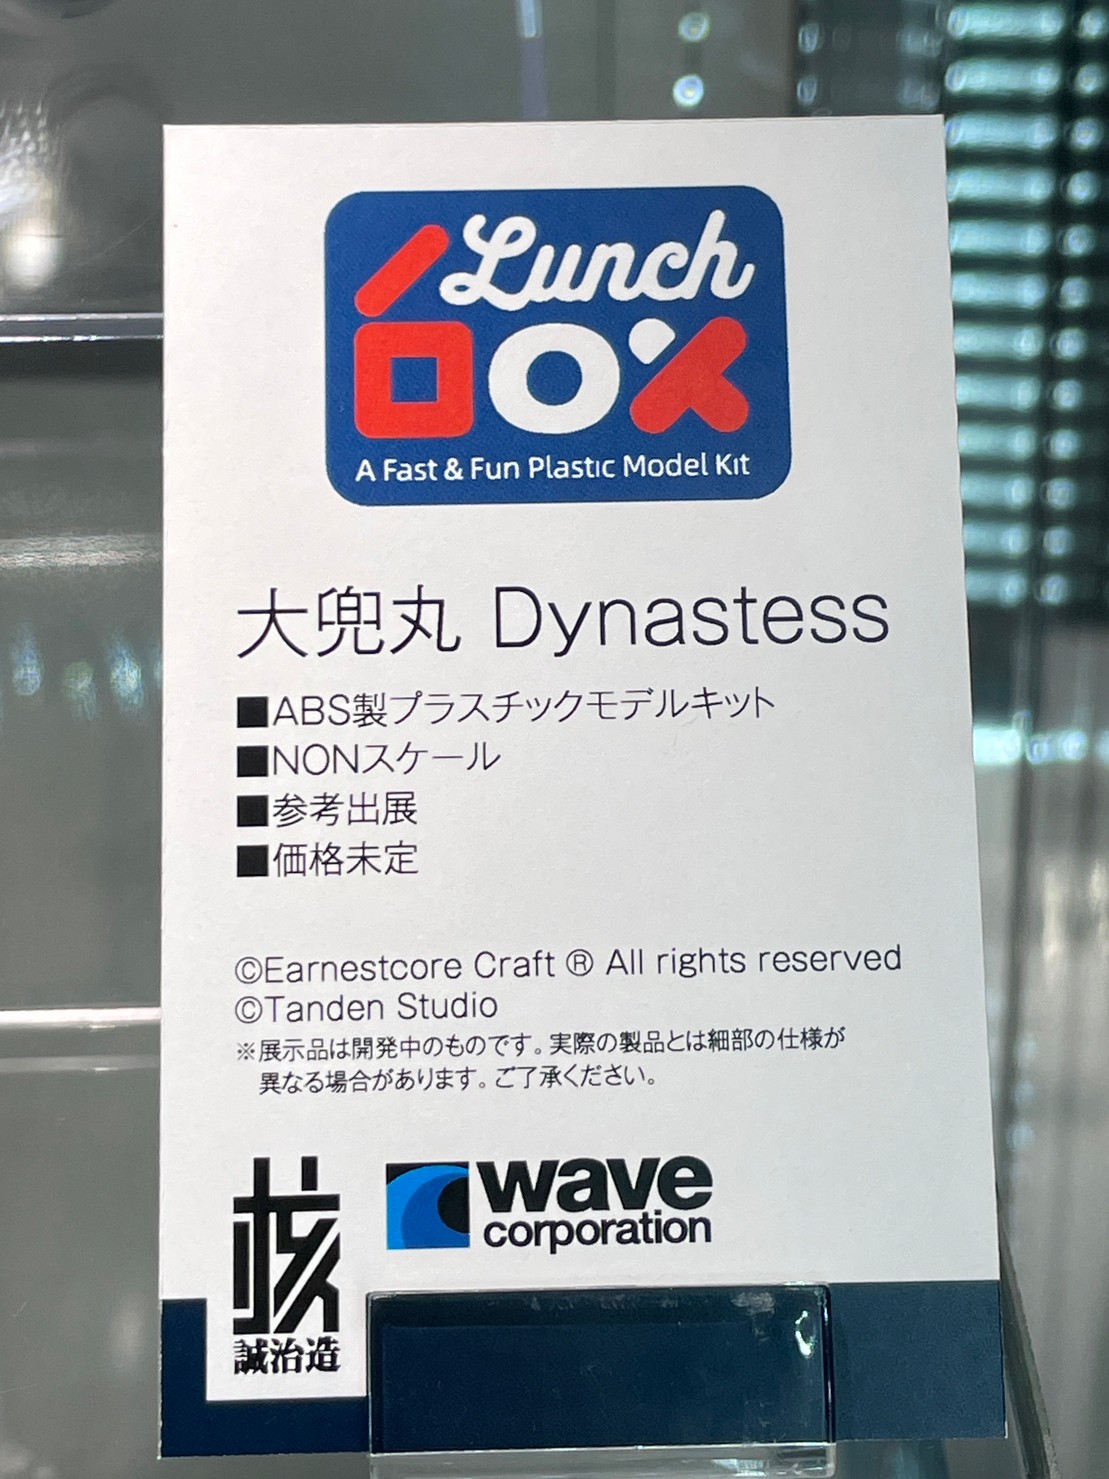 Lunch
BOX
A Fast & Fun Plastic Model Kit
大兜丸 Dynastess
■ABS製プラスチックモデルキット
■NONスケール
■参考出展
■価格未定
©Earnestcore Craft ® All rights reserved
©Tanden Studio
※展示品は開発中のものです。実際の製品とは細部の仕様が
異なる場合があります。ご了承ください。
核
誠治造
wave
corporation